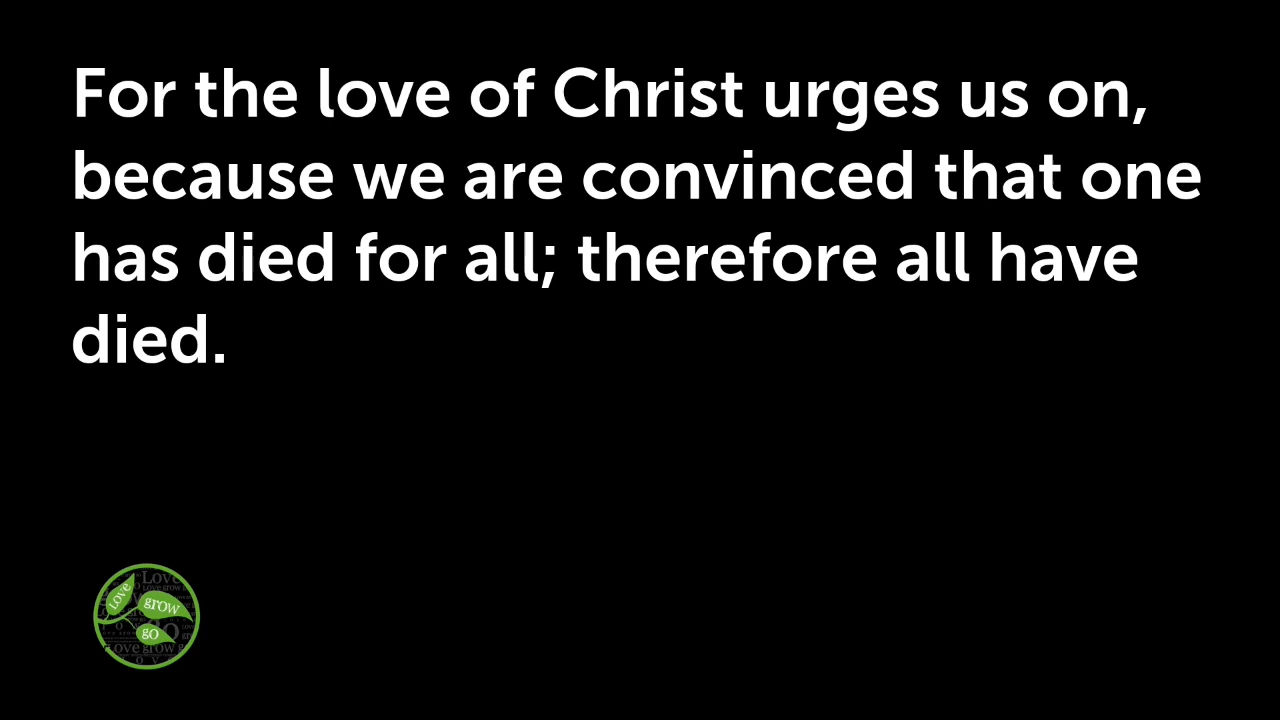 For the love of Christ urges us on,
because we are convinced that one
has died for all; therefore all have
died.
Love
grow
go